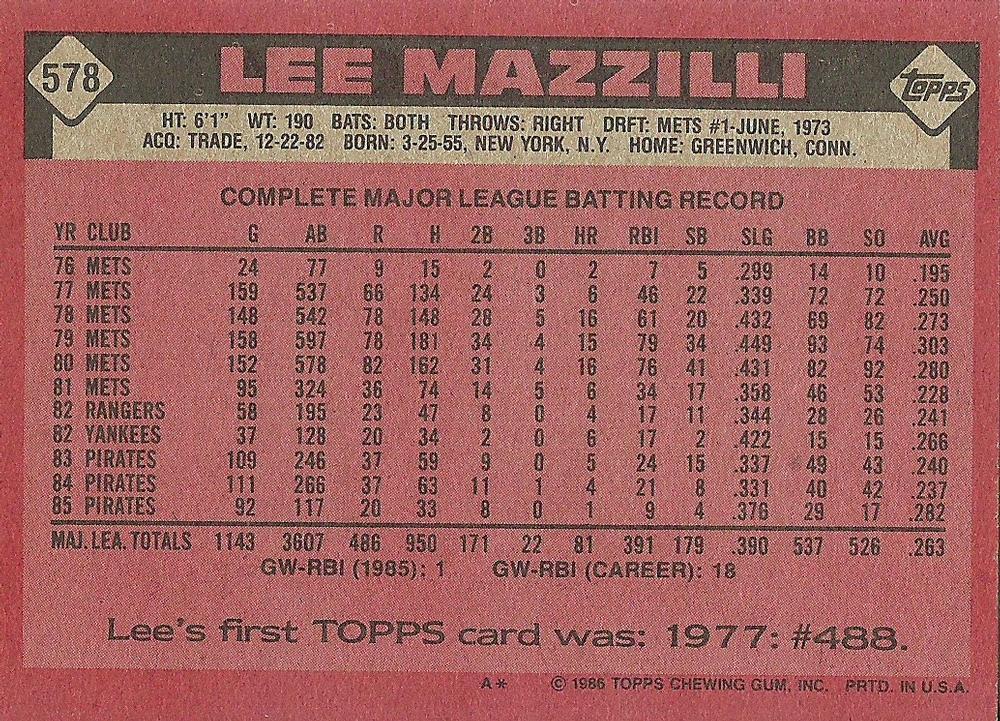 578 LEE MAZZILLI TOPPS
HT: 6'1" WT: 190 BATS: BOTH THROWS: RIGHT DRFT: METS #1-JUNE, 1973
ACQ: TRADE, 12-22-82 BORN: 3-25-55, NEW YORK, N.Y. HOME: GREENWICH, CONN.
COMPLETE MAJOR LEAGUE BATTING RECORD
YR CLUB G AB R H 2B 3B HR RBI SB SLG BB SO AVG
76 METS 24 77 9 15 2 0 2 7 5 .299 14 10 .195
77 METS 159 537 66 134 24 3 6 46 22 .339 72 72 .250
78 METS 148 542 78 148 28 5 16 61 20 .432 69 82 .273
79 METS 158 597 78 181 34 4 15 79 34 .449 93 74 .303
80 METS 152 578 82 162 31 4 16 76 41 .431 82 92 .280
81 METS 95 324 36 74 14 5 6 34 17 .358 46 53 .228
82 RANGERS 58 195 23 47 8 0 4 17 11 .344 28 26 .241
82 YANKEES 37 128 20 34 2 0 6 17 2 .422 15 15 .266
83 PIRATES 109 246 37 59 9 0 5 24 15 .337 49 43 .240
84 PIRATES 111 266 37 63 11 1 4 21 8 .331 40 42 .237
85 PIRATES 92 117 20 33 8 0 1 9 4 .376 29 17 .282
MAJ. LEA. TOTALS 1143 3607 486 950 171 22 81 391 179 .390 537 526 .263
GW-RBI (1985): 1 GW-RBI (CAREER): 18
Lee's first TOPPS card was: 1977: #488.
A* © 1986 TOPPS CHEWING GUM, INC. PRTD. IN U.S.A.